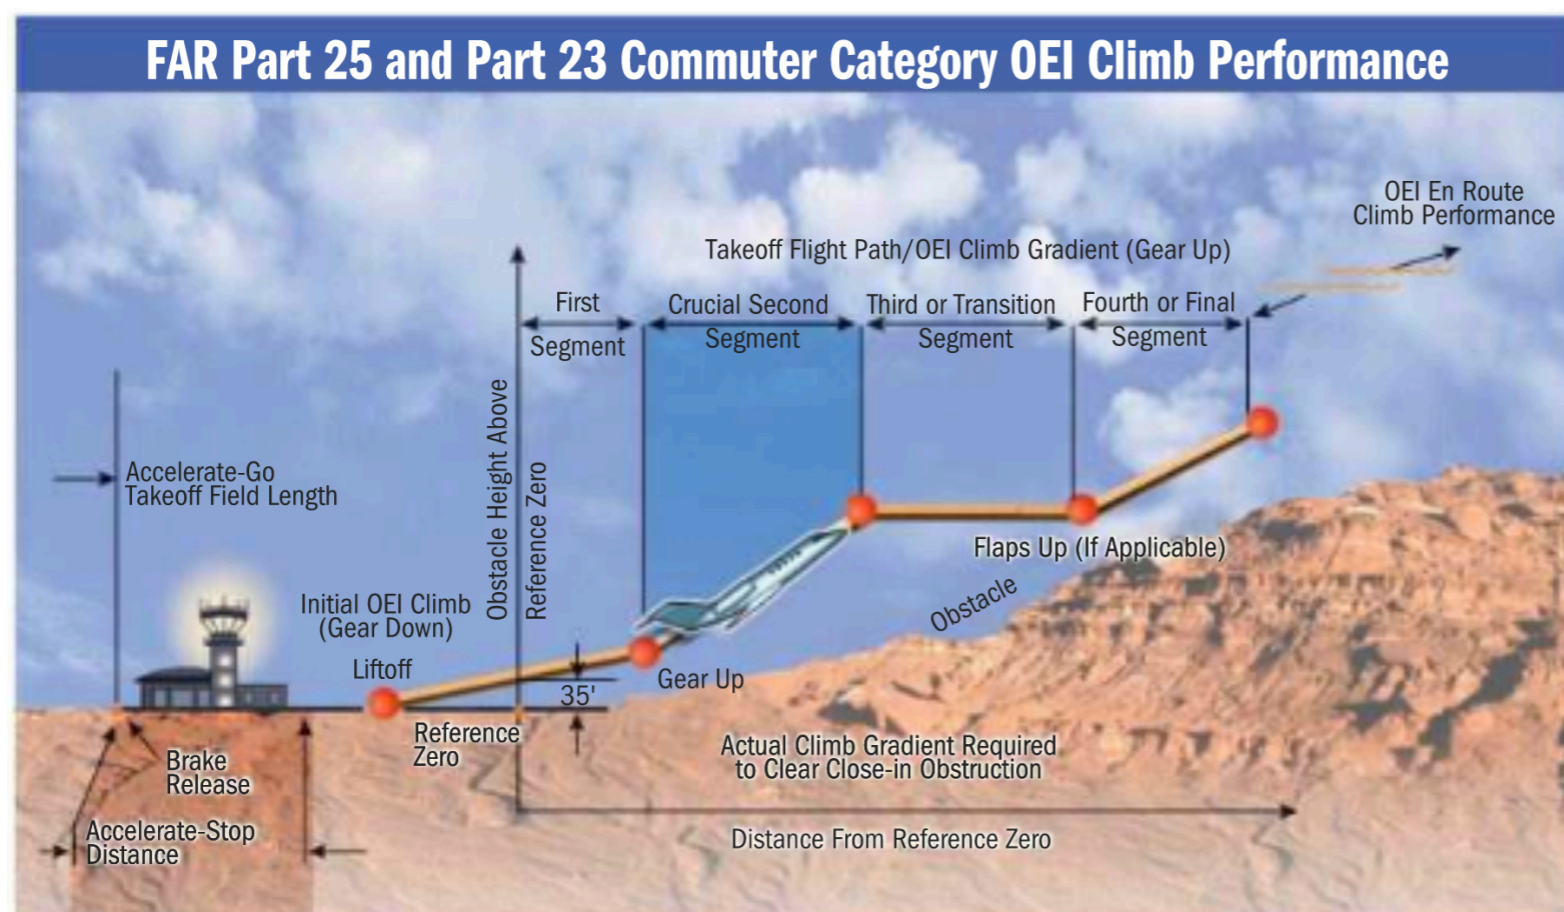 FAR Part 25 and Part 23 Commuter Category OEI Climb Performance
OEI En Route
Climb Performance
Takeoff Flight Path/OEI Climb Gradient (Gear Up)
First
Segment
Crucial Second
Segment
Third or Transition
Segment
Fourth or Final
Segment
Obstacle Height Above
Reference Zero
Accelerate-Go
Takeoff Field Length
Initial OEI Climb
(Gear Down)
Liftoff
Flaps Up (If Applicable)
Obstacle
Gear Up
35'
Reference
Zero
Brake
Release
Actual Climb Gradient Required
to Clear Close-in Obstruction
Accelerate-Stop
Distance
Distance From Reference Zero